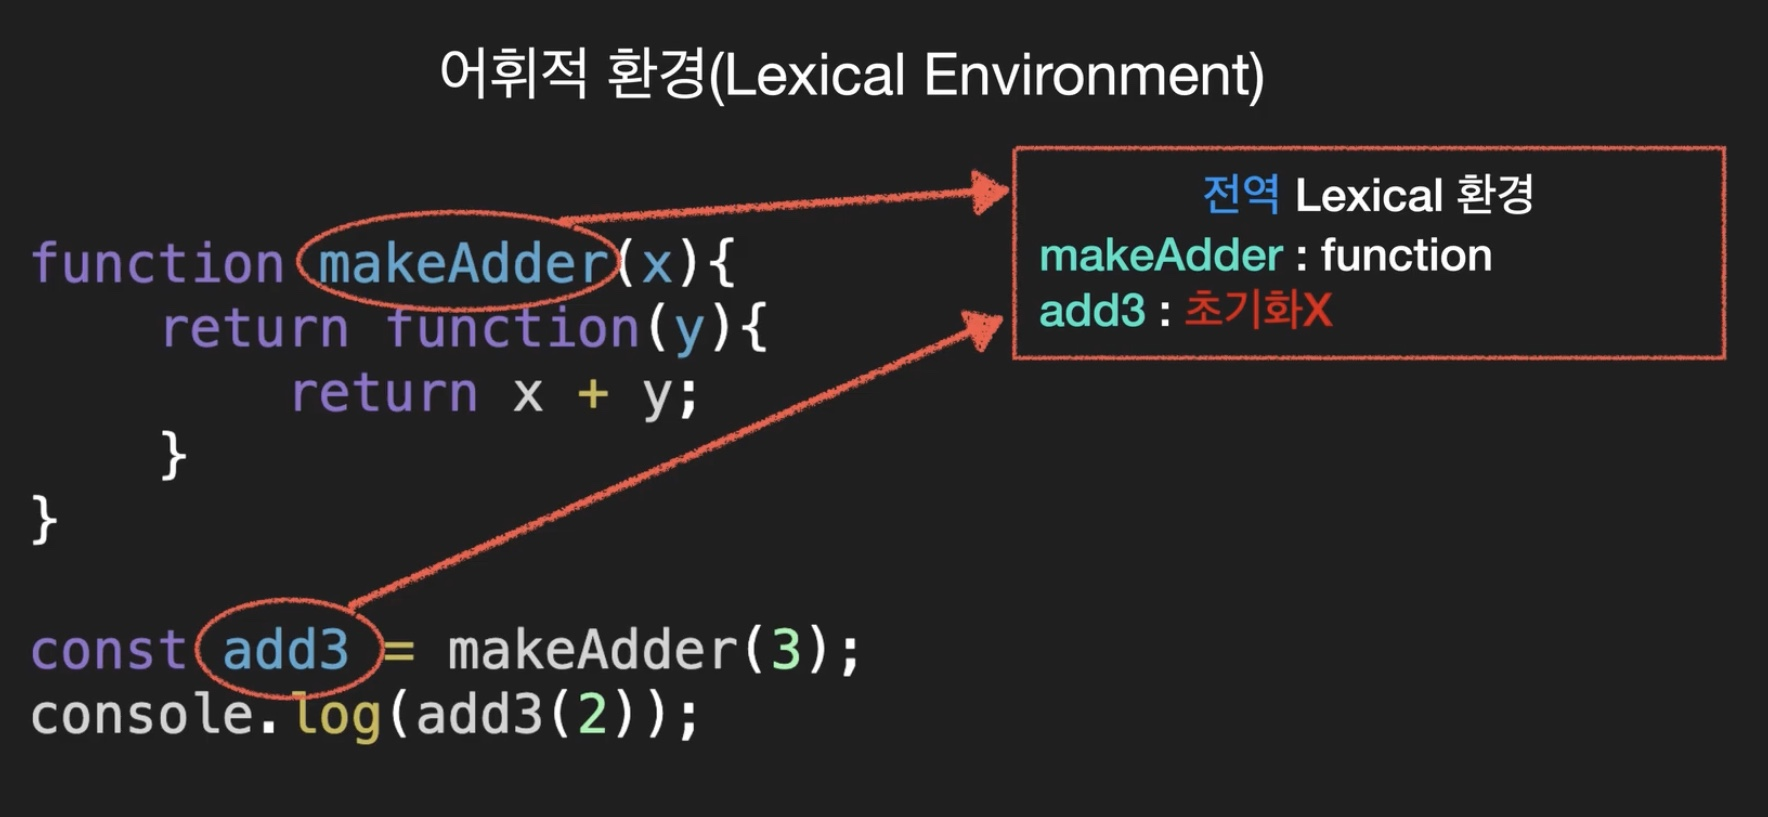 어휘적 환경(Lexical Environment)
function makeAdder(x){
return function(y){
return x + y;
}
}
const add3 = makeAdder(3);
console.log(add3(2));
전역 Lexical 환경
makeAdder : function
add3 : 초기화X